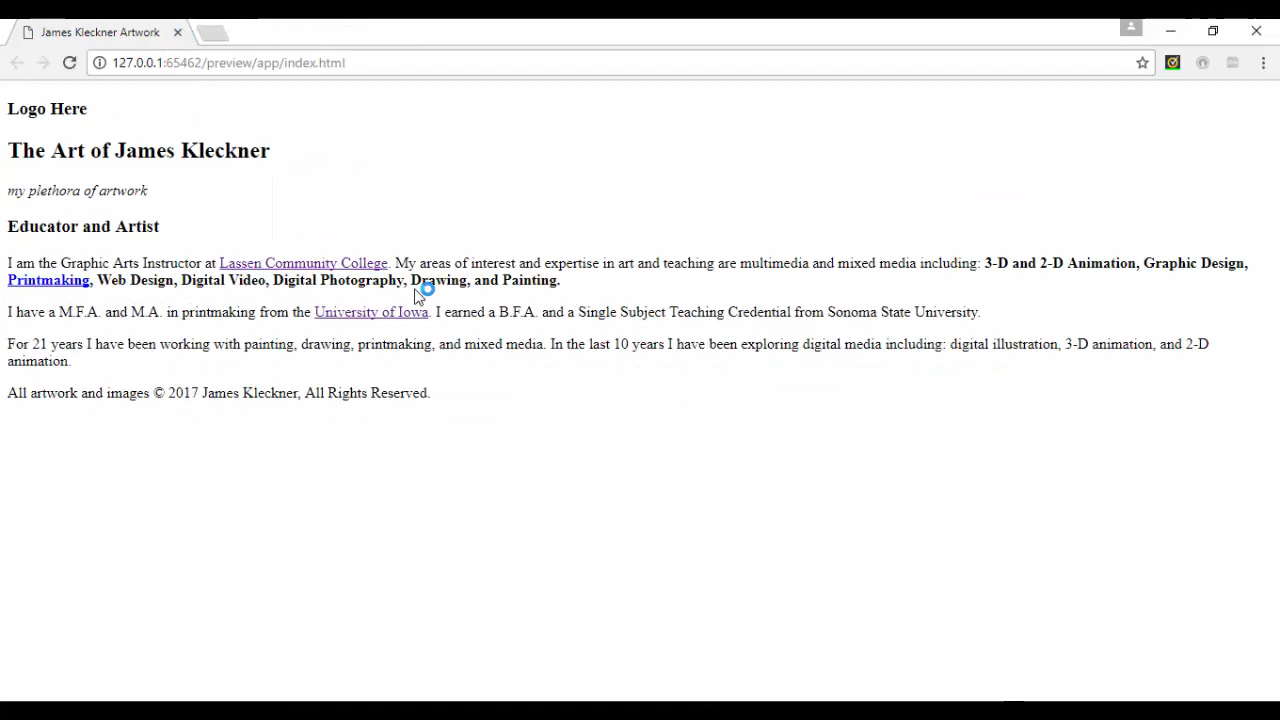 James Kleckner Artwork
127.0.0.1:65462/preview/app/index.html
Logo Here
The Art of James Kleckner
my plethora of artwork
Educator and Artist
I am the Graphic Arts Instructor at Lassen Community College. My areas of interest and expertise in art and teaching are multimedia and mixed media including: 3-D and 2-D Animation, Graphic Design,
Printmaking, Web Design, Digital Video, Digital Photography, Drawing, and Painting.
I have a M.F.A. and M.A. in printmaking from the University of Iowa. I earned a B.F.A. and a Single Subject Teaching Credential from Sonoma State University.
For 21 years I have been working with painting, drawing, printmaking, and mixed media. In the last 10 years I have been exploring digital media including: digital illustration, 3-D animation, and 2-D
animation.
All artwork and images © 2017 James Kleckner, All Rights Reserved.